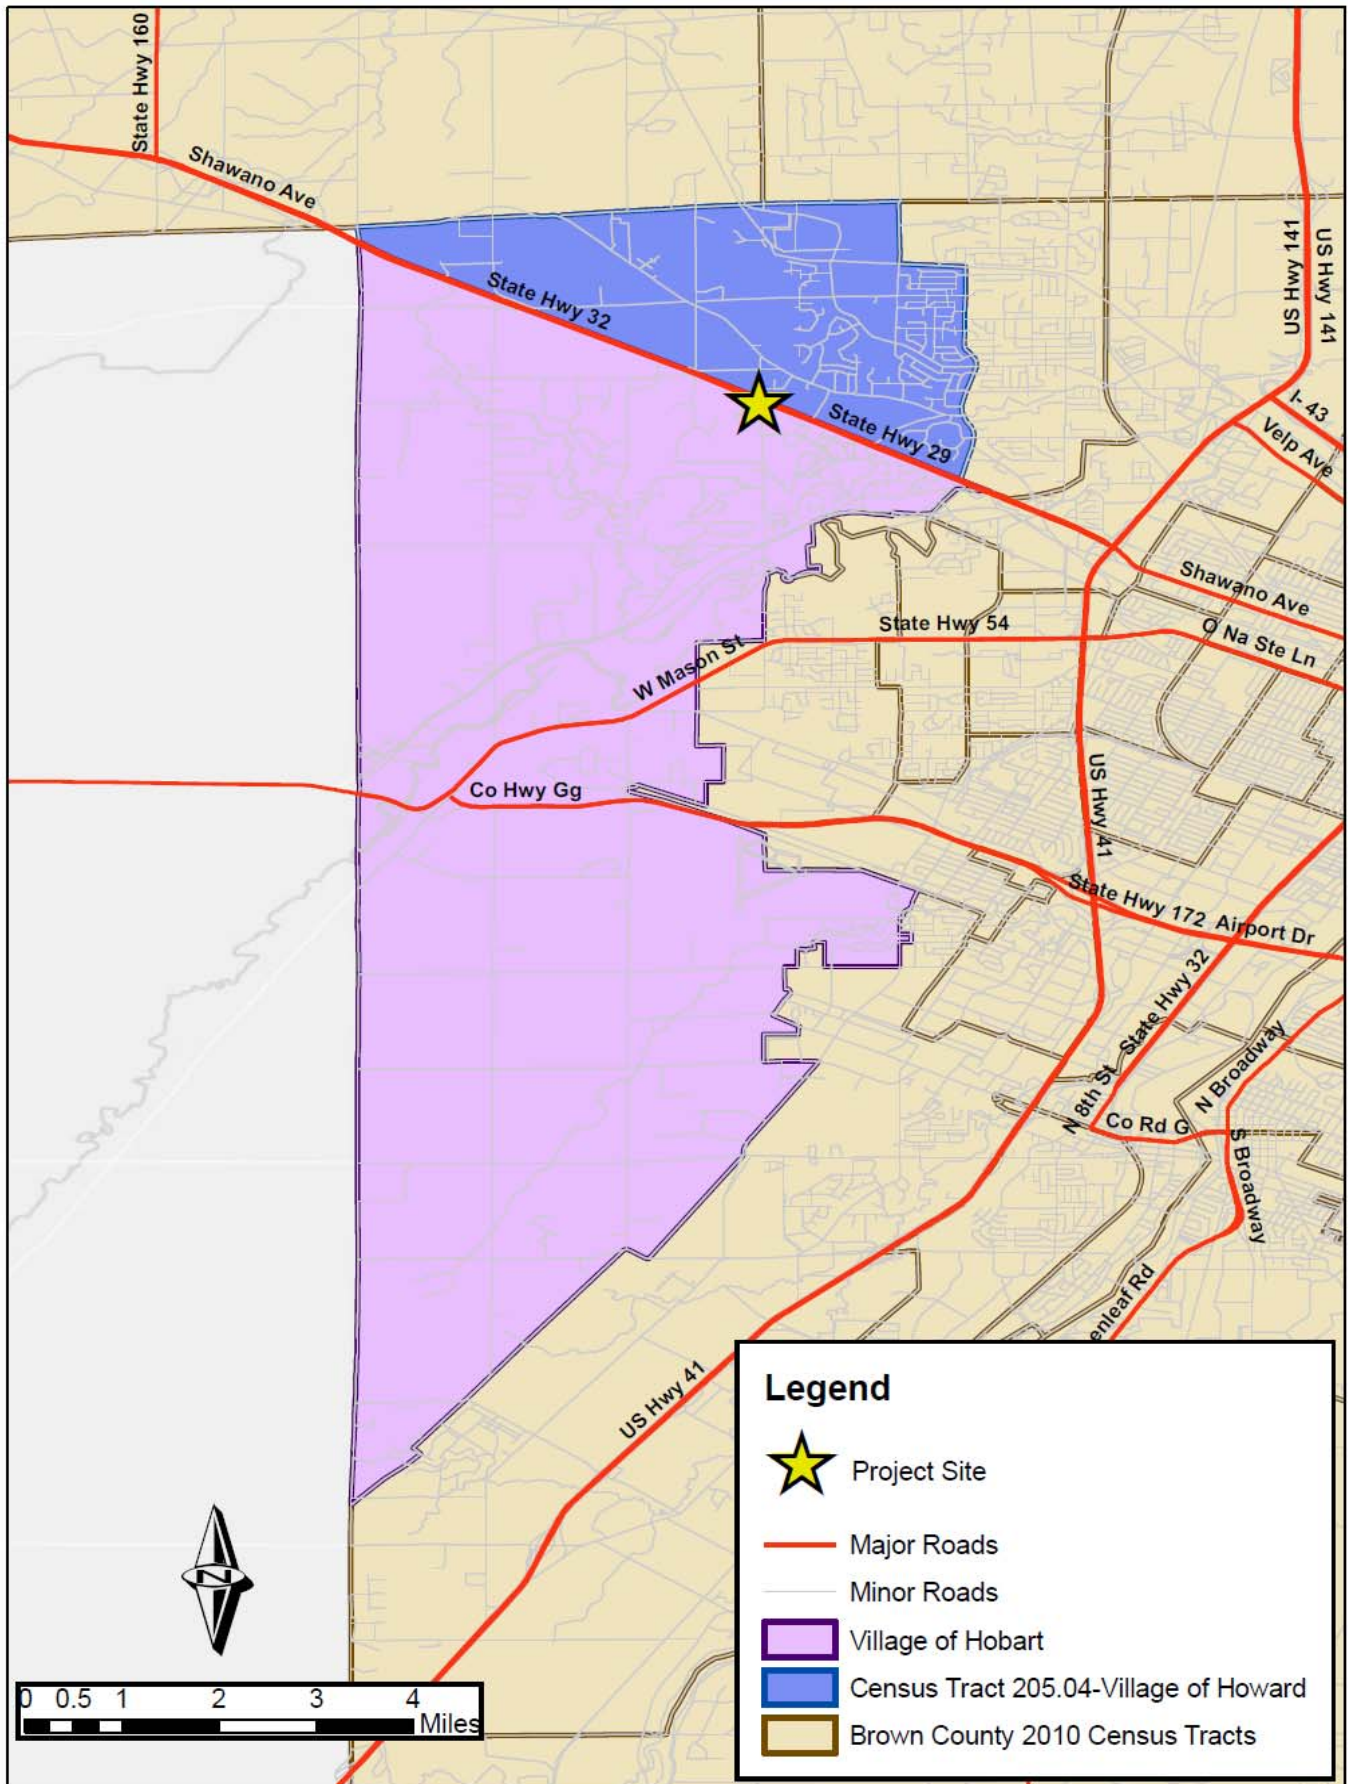 State Hwy 160
Shawano Ave
US Hwy 141
US Hwy 141
State Hwy 32
I- 43
Velp Ave
State Hwy 29
Shawano Ave
State Hwy 54
O Na Ste Ln
W Mason St
Co Hwy Gg
US Hwy 41
State Hwy 172
Airport Dr
State Hwy 32
N Broadway
N 8th St
Co Rd G
S Broadway
enleaf Rd
US Hwy 41
Legend
Project Site
Major Roads
Minor Roads
Village of Hobart
Census Tract 205.04-Village of Howard
Brown County 2010 Census Tracts
N
0 0.5 1 2 3 4
Miles